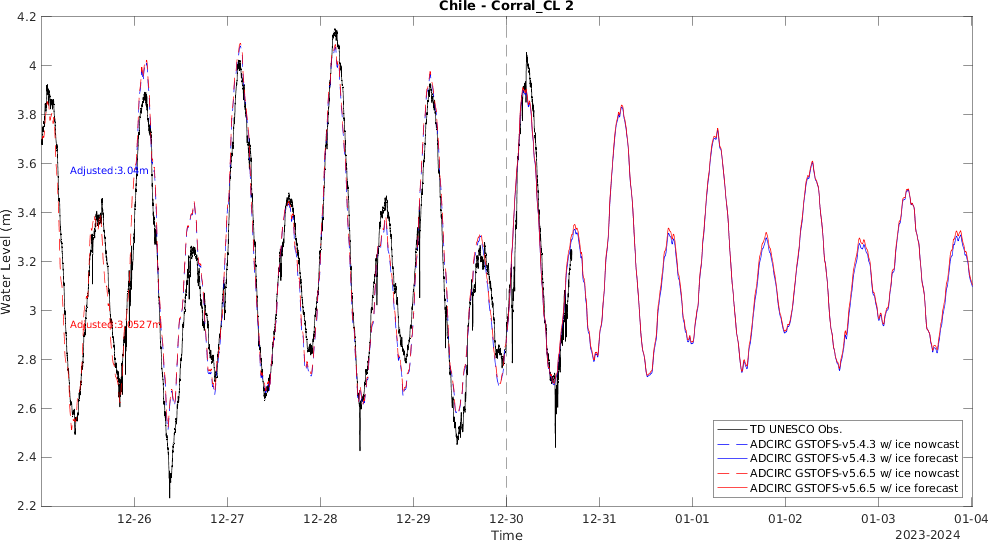 Chile - Corral_CL 2
4.2
4
3.8
3.6
3.4
3.2
3
2.8
2.6
2.4
2.2
Water Level (m)
Adjusted:3.04m
Adjusted:3.0527m
TD UNESCO Obs.
ADCIRC GSTOFS-v5.4.3 w/ ice nowcast
ADCIRC GSTOFS-v5.4.3 w/ ice forecast
ADCIRC GSTOFS-v5.6.5 w/ ice nowcast
ADCIRC GSTOFS-v5.6.5 w/ ice forecast
12-26 12-27 12-28 12-29 12-30 12-31 01-01 01-02 01-03 01-04
Time
2023-2024